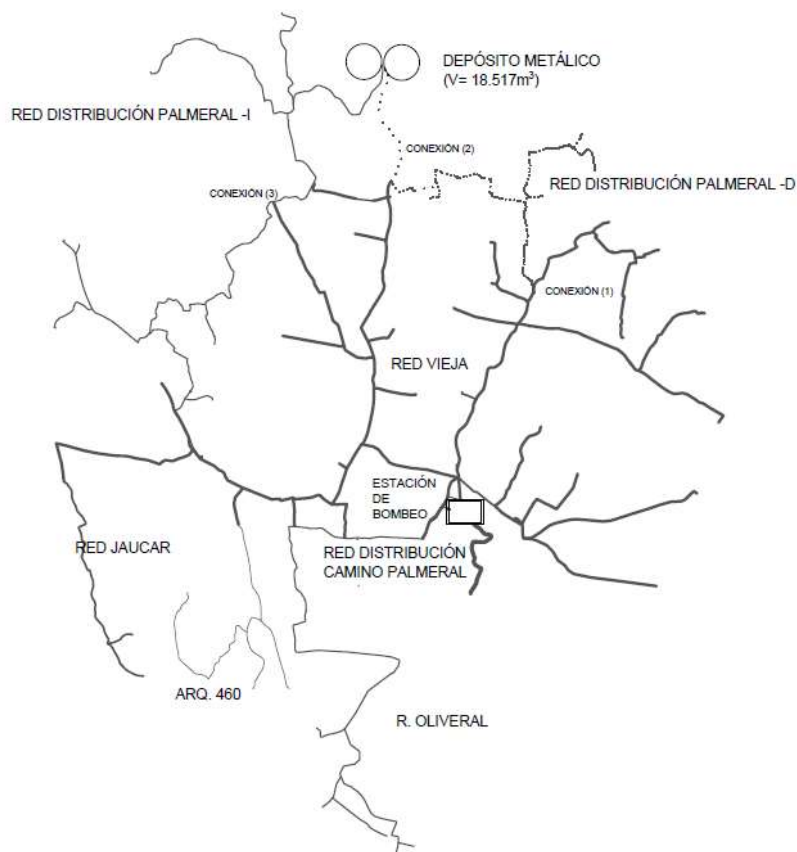 DEPÓSITO METÁLICO
(V= 18.517m³)
RED DISTRIBUCIÓN PALMERAL -I
CONEXIÓN (2)
RED DISTRIBUCIÓN PALMERAL -D
CONEXIÓN (3)
CONEXIÓN (1)
RED VIEJA
ESTACIÓN
DE
BOMBEO
RED JAUCAR
RED DISTRIBUCIÓN
CAMINO PALMERAL
ARQ. 460
R. OLIVERAL